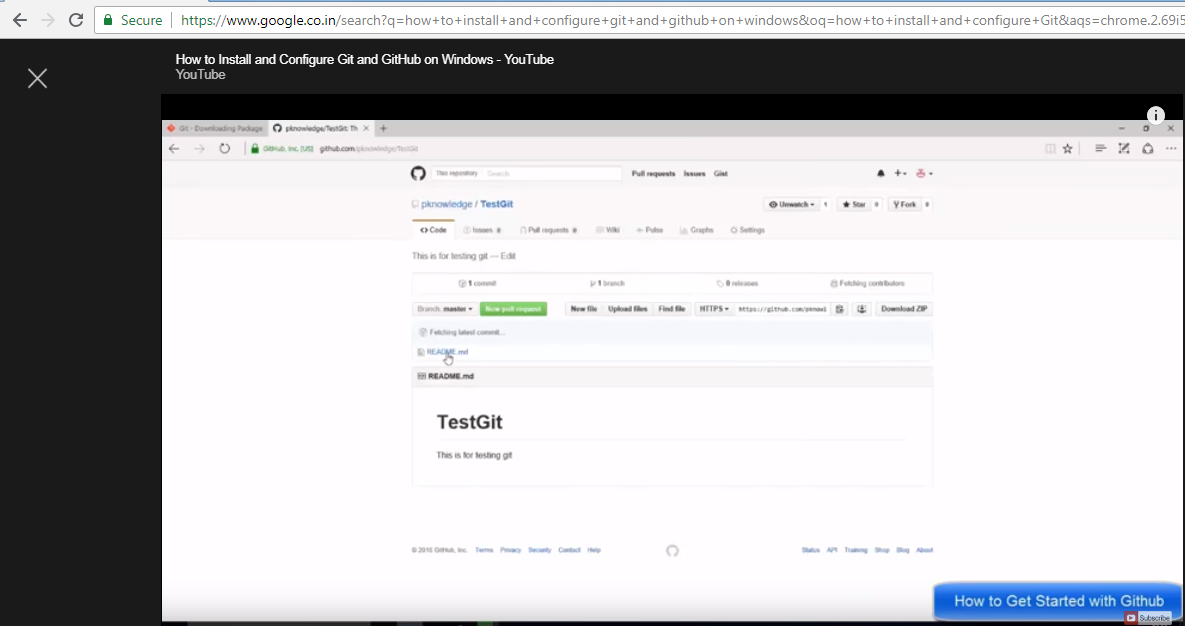 Secure https://www.google.co.in/search?q=how+to+install+and+configure+git+and+github+on+windows&oq=how+to+install+and+configure+Git&aqs=chrome.2.69i5
How to Install and Configure Git and GitHub on Windows - YouTube
YouTube
Git - Downloading Package pknowledge/TestGit: Th
GitHub, Inc. [US] github.com/pknowledge/TestGit
This repository Search Pull requests Issues Gist
pknowledge / TestGit Unwatch 1 Star 0 Fork 0
Code Issues 0 Pull requests 0 Wiki Pulse Graphs Settings
This is for testing git — Edit
1 commit 1 branch 0 releases Fetching contributors
Branch: master New pull request New file Upload files Find file HTTPS https://github.com/pknowl Download ZIP
Fetching latest commit...
README.md
README.md
TestGit
This is for testing git
© 2016 GitHub, Inc. Terms Privacy Security Contact Help Status API Training Shop Blog About
How to Get Started with Github
Subscribe